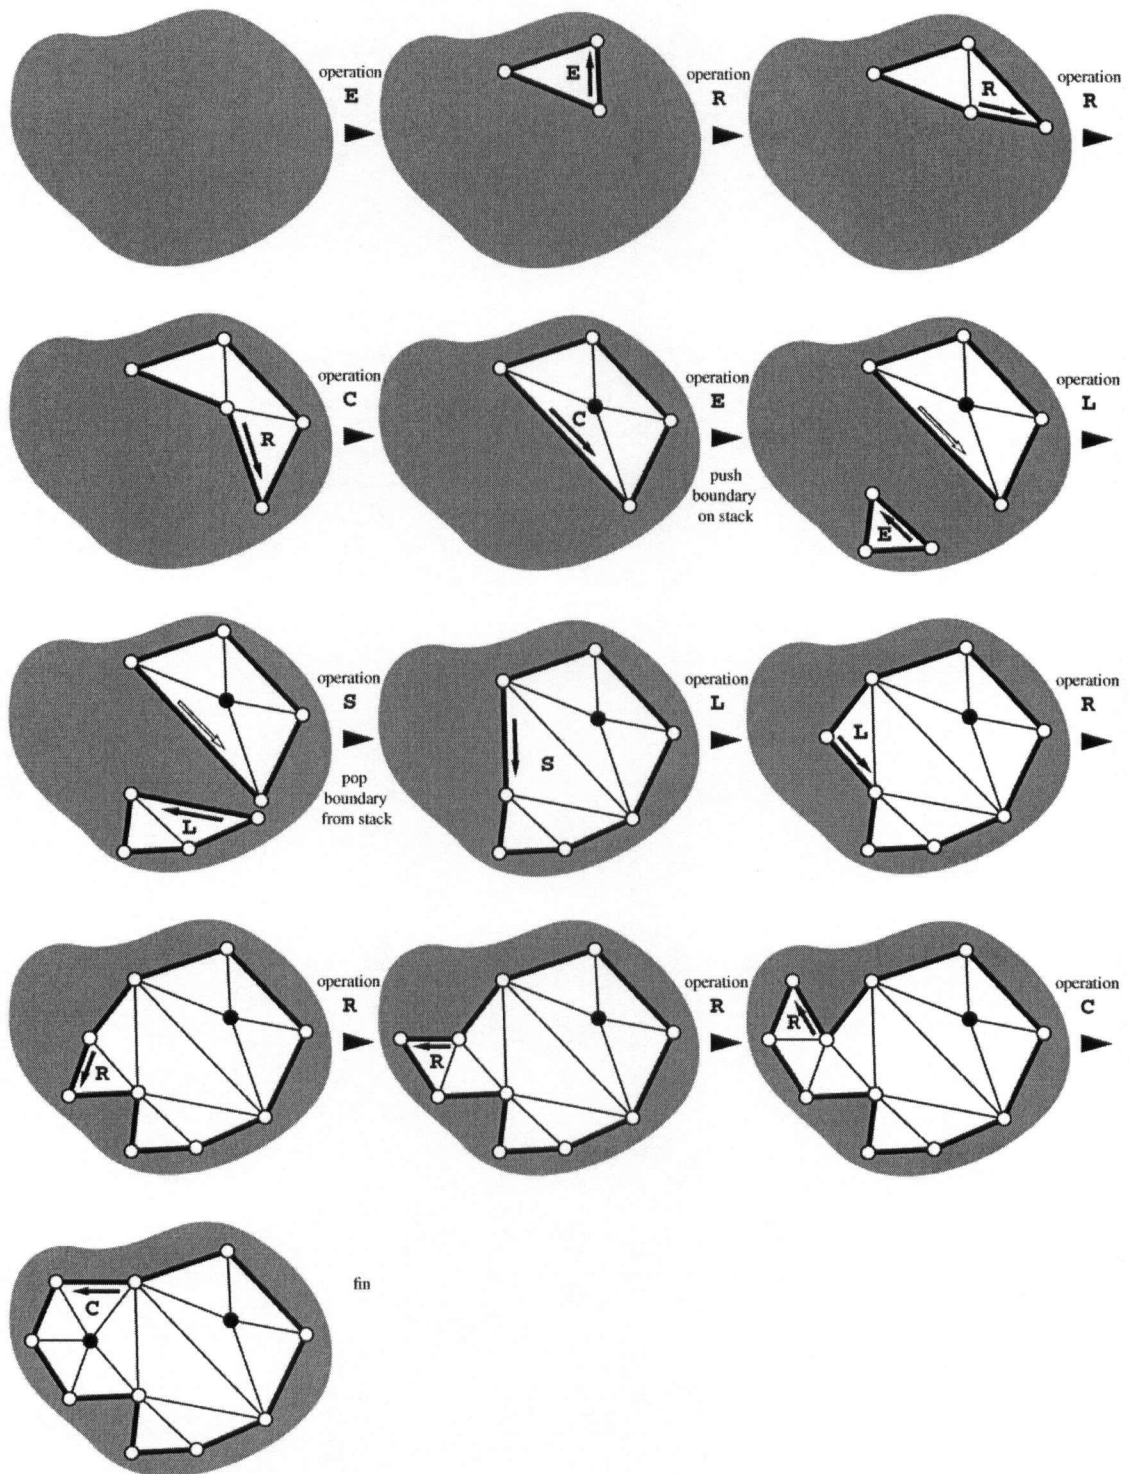 operation
E
E
operation
R
R
operation
R
R
operation
C
C
operation
E
push
boundary
on stack
E
operation
L
L
operation
S
pop
boundary
from stack
S
operation
L
L
operation
R
R
operation
R
R
operation
R
R
operation
C
C
fin